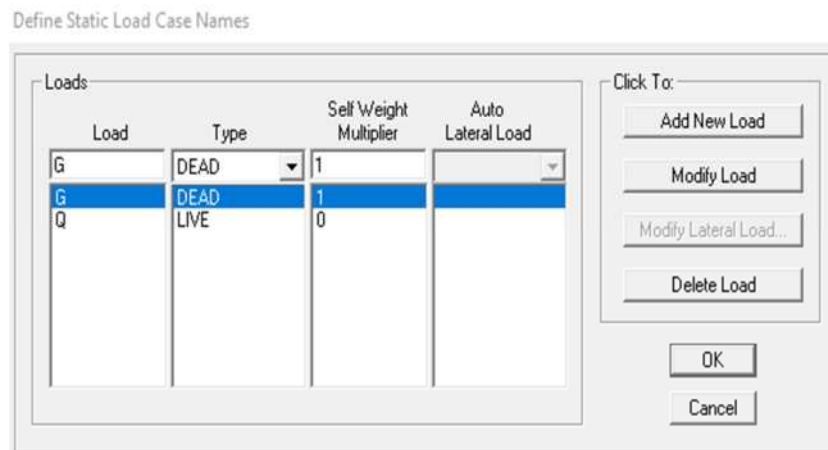 Define Static Load Case Names
Loads
Load Type Self Weight Multiplier Auto Lateral Load
G DEAD 1
G DEAD 1
Q LIVE 0
Click To:
Add New Load
Modify Load
Modify Lateral Load...
Delete Load
OK
Cancel